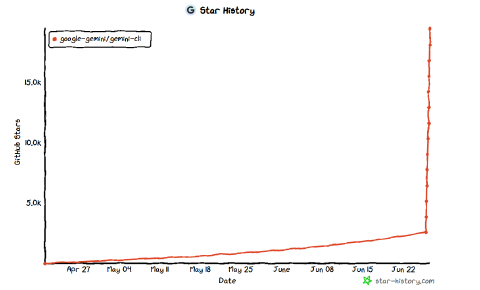 G Star History
google-gemini/gemini-cli
GitHub Stars
15.0k
10.0k
5.0k
Apr 27 May 04 May 11 May 18 May 25 June Jun 08 Jun 15 Jun 22
Date
star-history.com